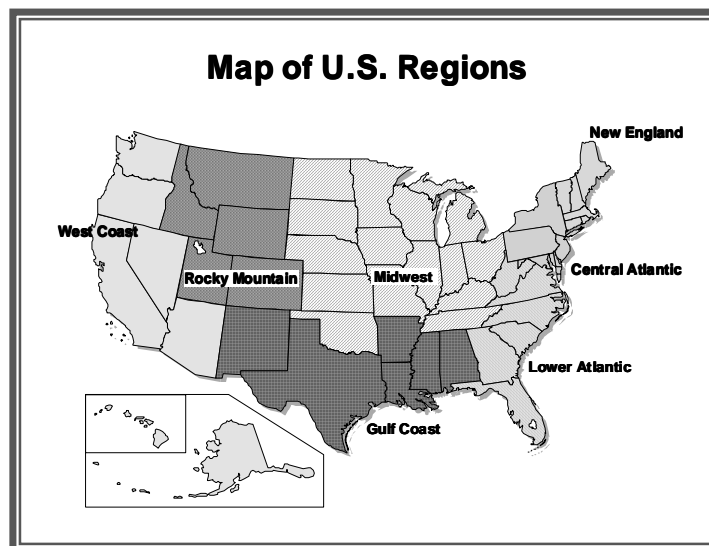 Map of U.S. Regions
New England
West Coast
Rocky Mountain
Midwest
Central Atlantic
Lower Atlantic
Gulf Coast